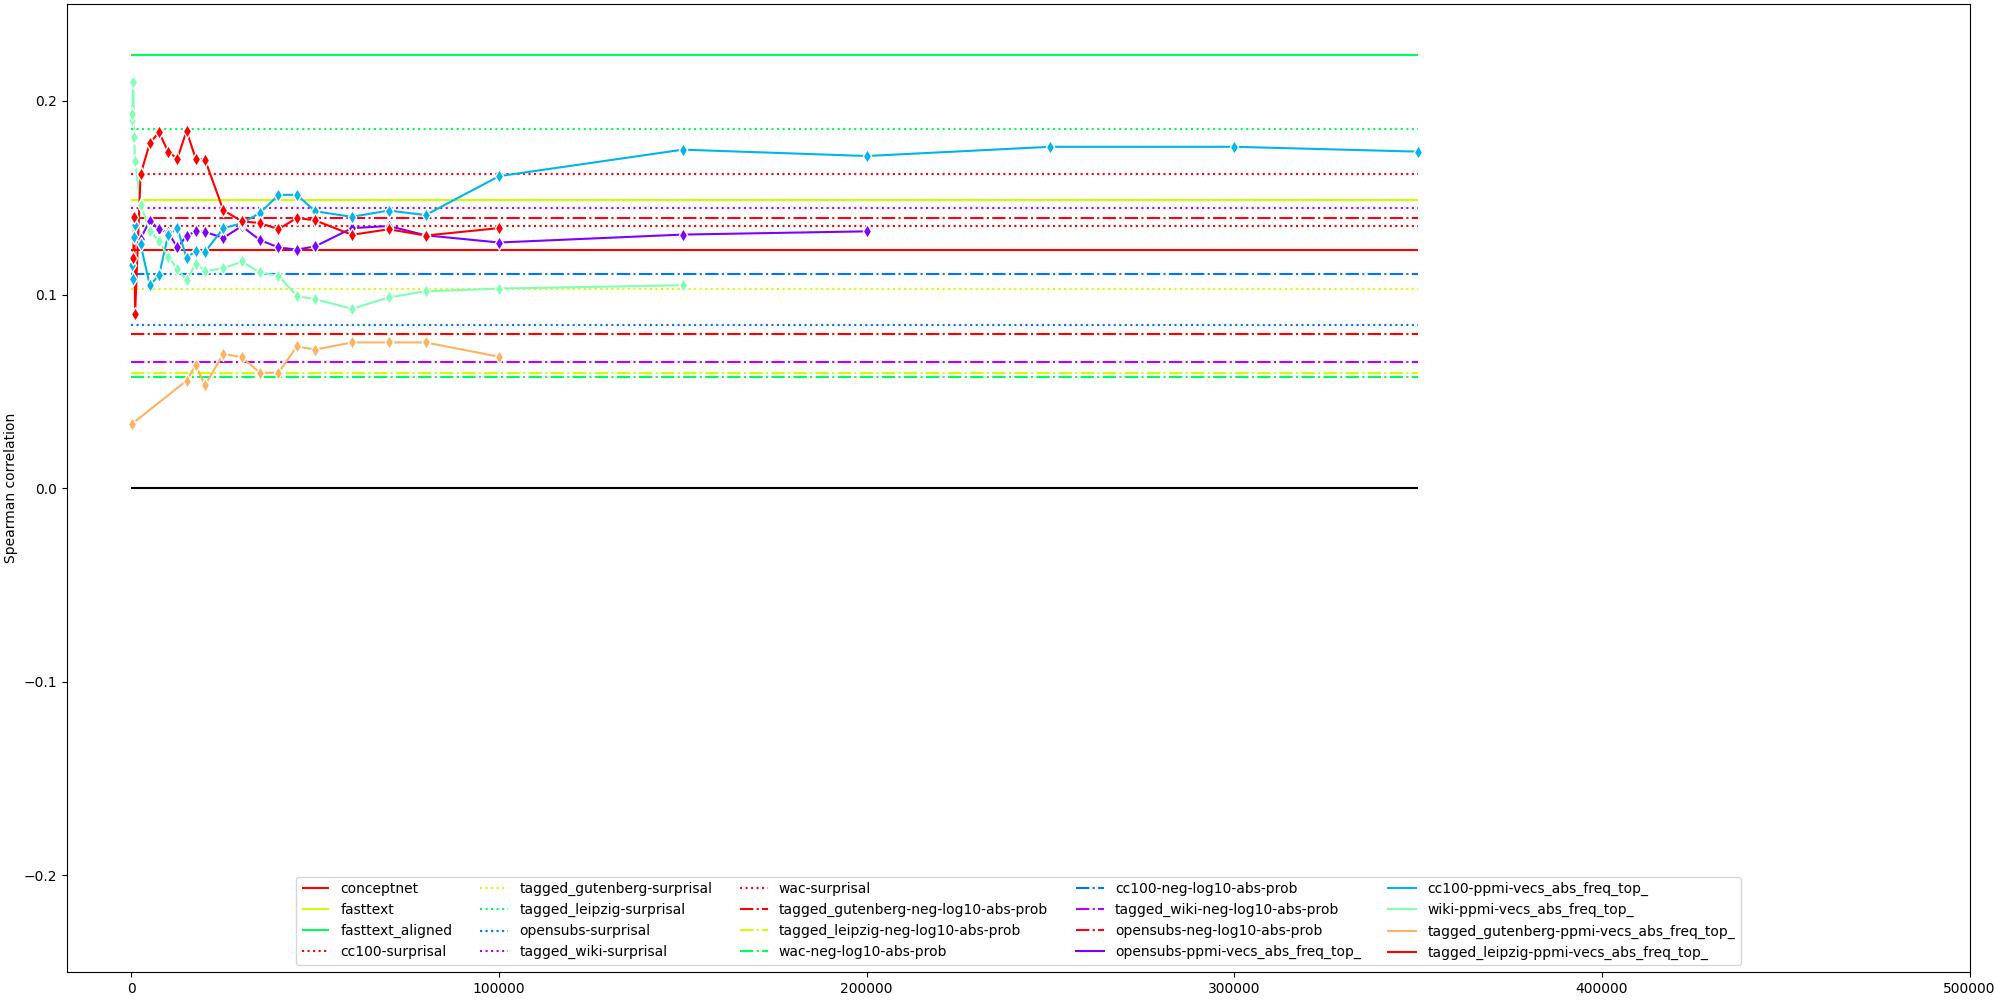 0.2
0.1
0.0
−0.1
−0.2
Spearman correlation
conceptnet
fasttext
fasttext_aligned
cc100-surprisal
tagged_gutenberg-surprisal
tagged_leipzig-surprisal
opensubs-surprisal
tagged_wiki-surprisal
wac-surprisal
tagged_gutenberg-neg-log10-abs-prob
tagged_leipzig-neg-log10-abs-prob
wac-neg-log10-abs-prob
cc100-neg-log10-abs-prob
tagged_wiki-neg-log10-abs-prob
opensubs-neg-log10-abs-prob
opensubs-ppmi-vecs_abs_freq_top_
cc100-ppmi-vecs_abs_freq_top_
wiki-ppmi-vecs_abs_freq_top_
tagged_gutenberg-ppmi-vecs_abs_freq_top_
tagged_leipzig-ppmi-vecs_abs_freq_top_
0 100000 200000 300000 400000 500000